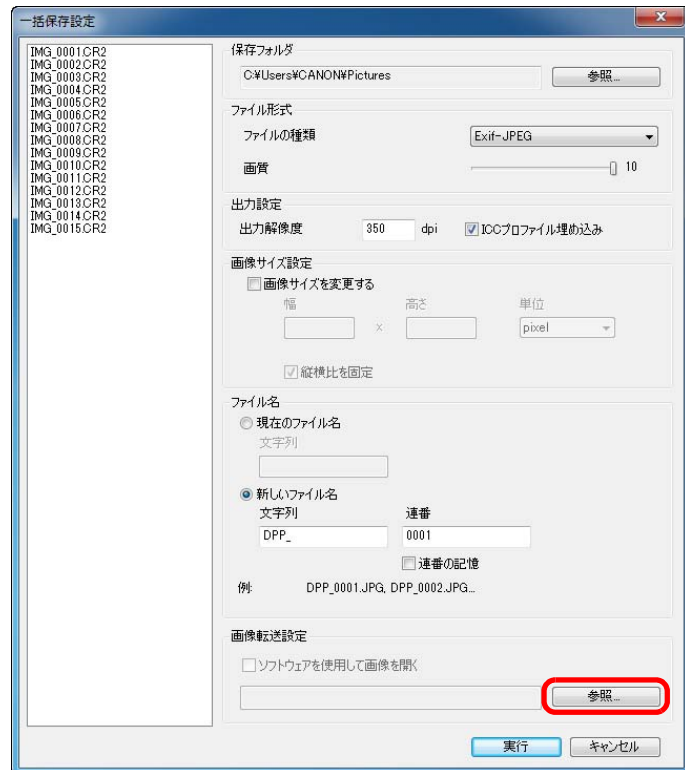 一括保存設定
IMG_0001.CR2
IMG_0002.CR2
IMG_0003.CR2
IMG_0004.CR2
IMG_0005.CR2
IMG_0006.CR2
IMG_0007.CR2
IMG_0008.CR2
IMG_0009.CR2
IMG_0010.CR2
IMG_0011.CR2
IMG_0012.CR2
IMG_0013.CR2
IMG_0014.CR2
IMG_0015.CR2
保存フォルダ
C:¥Users¥CANON¥Pictures 参照...
ファイル形式
ファイルの種類 Exif-JPEG
画質 10
出力設定
出力解像度 350 dpi ICCプロファイル埋め込み
画像サイズ設定
画像サイズを変更する
幅 高さ 単位
x pixel
縦横比を固定
ファイル名
現在のファイル名
文字列
新しいファイル名
文字列 連番
DPP_ 0001
連番の記憶
例: DPP_0001.JPG, DPP_0002.JPG...
画像転送設定
ソフトウェアを使用して画像を開く
参照...
実行 キャンセル